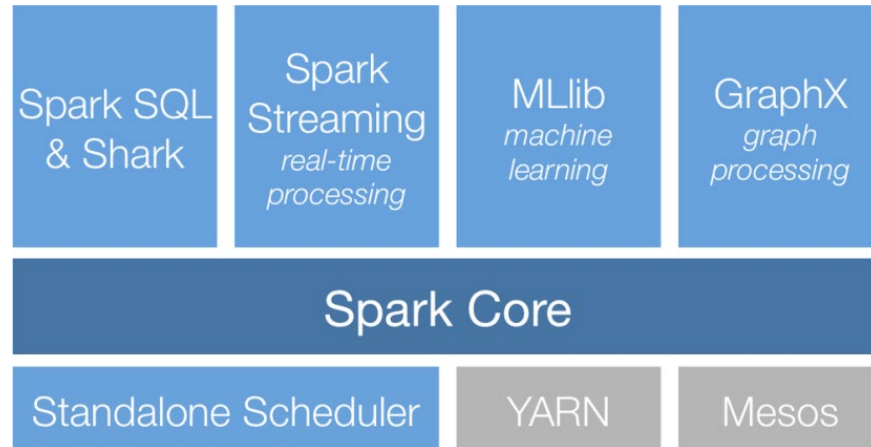 Spark SQL
& Shark
Spark
Streaming
real-time
processing
MLlib
machine
learning
GraphX
graph
processing
Spark Core
Standalone Scheduler
YARN
Mesos